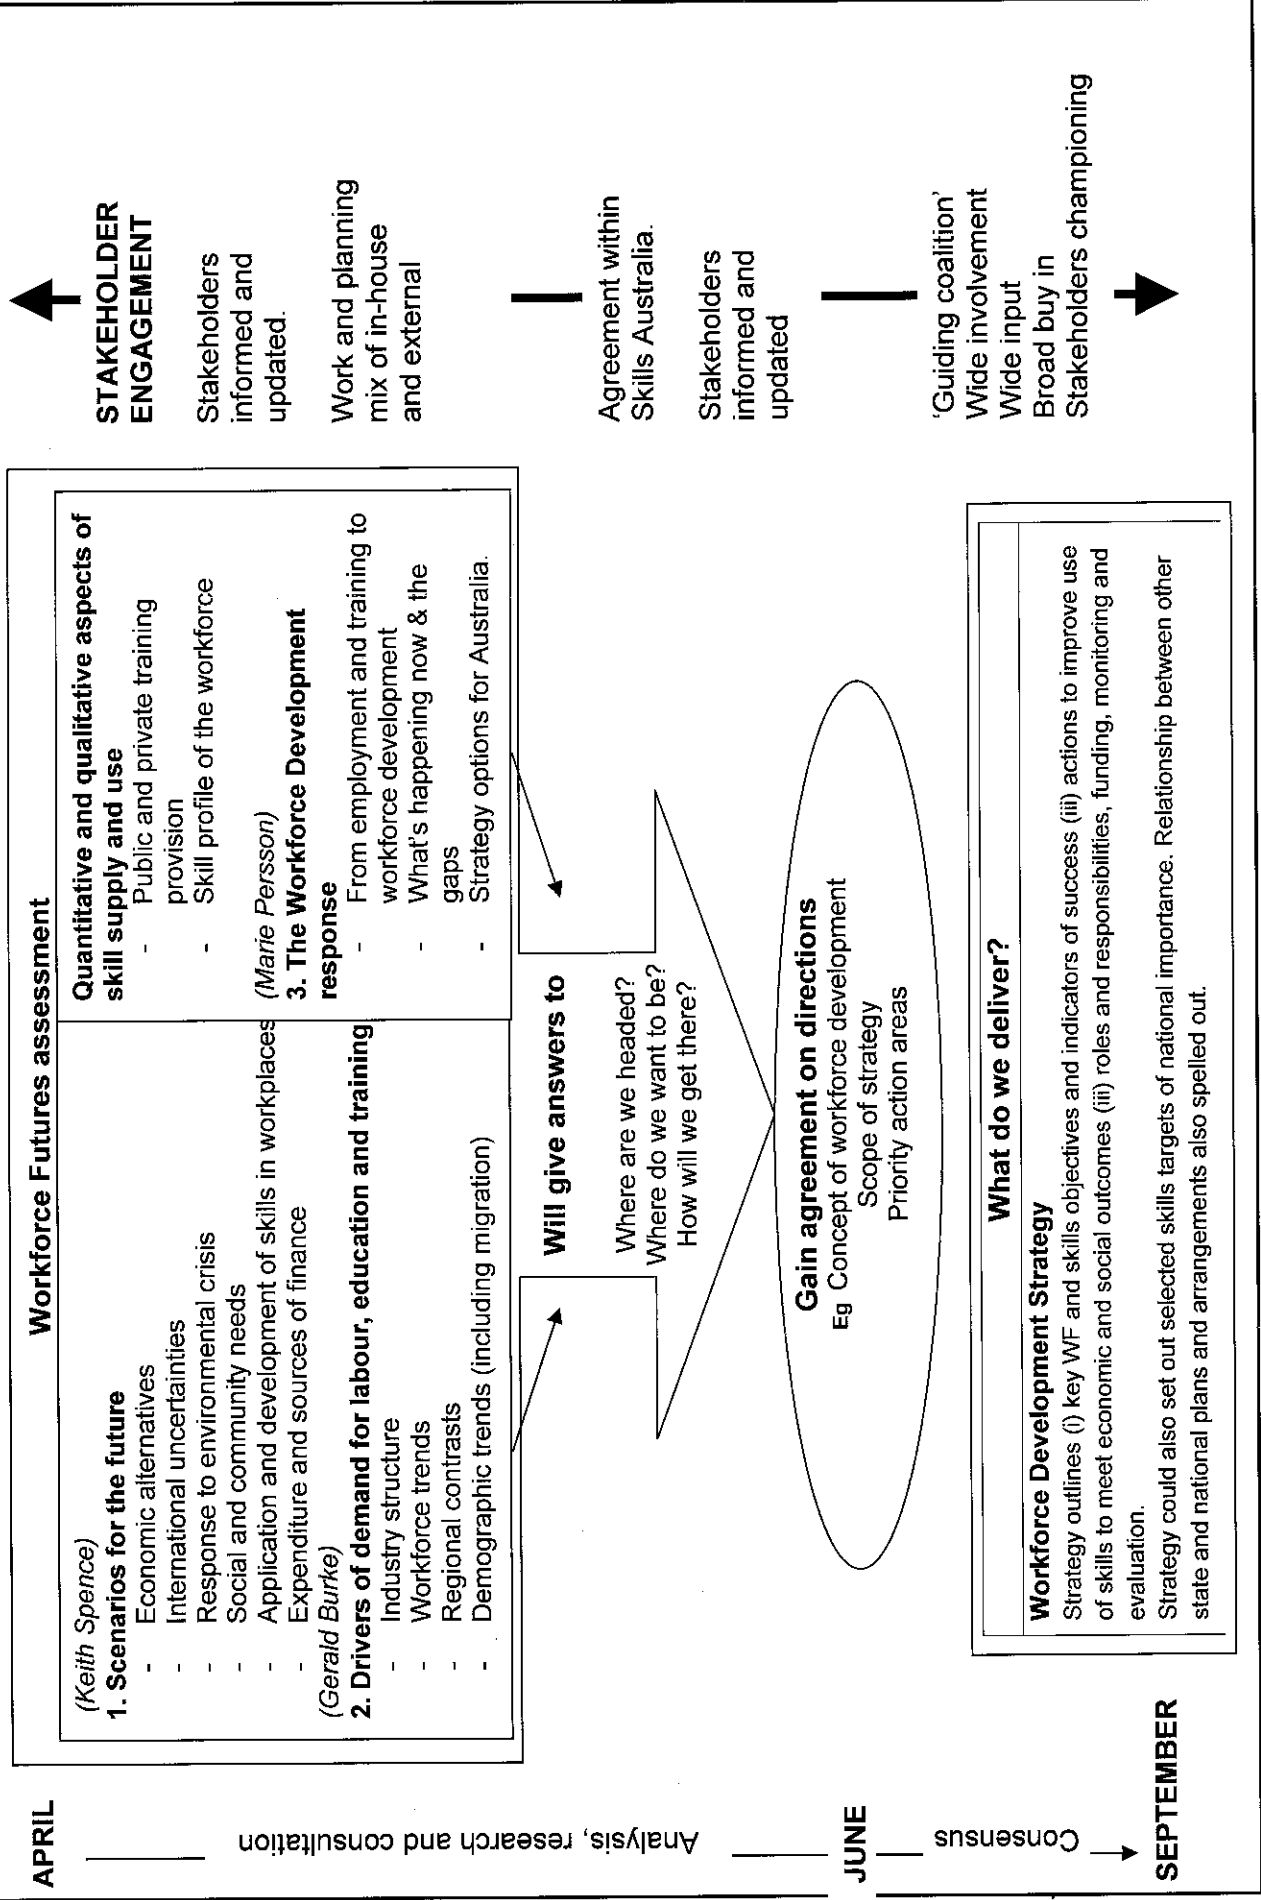 APRIL
Analysis, research and consultation
JUNE
Consensus
SEPTEMBER
Workforce Futures assessment
(Keith Spence)
1. Scenarios for the future
- Economic alternatives
- International uncertainties
- Response to environmental crisis
- Social and community needs
- Application and development of skills in workplaces
- Expenditure and sources of finance
(Gerald Burke)
2. Drivers of demand for labour, education and training
- Industry structure
- Workforce trends
- Regional contrasts
- Demographic trends (including migration)
Quantitative and qualitative aspects of
skill supply and use
- Public and private training
provision
- Skill profile of the workforce
(Marie Persson)
3. The Workforce Development
response
- From employment and training to
workforce development
- What's happening now & the
gaps
- Strategy options for Australia.
Will give answers to
Where are we headed?
Where do we want to be?
How will we get there?
Gain agreement on directions
Eg Concept of workforce development
Scope of strategy
Priority action areas
What do we deliver?
Workforce Development Strategy
Strategy outlines (i) key WF and skills objectives and indicators of success (iii) actions to improve use
of skills to meet economic and social outcomes (iii) roles and responsibilities, funding, monitoring and
evaluation.
Strategy could also set out selected skills targets of national importance. Relationship between other
state and national plans and arrangements also spelled out.
STAKEHOLDER
ENGAGEMENT
Stakeholders
informed and
updated.
Work and planning
mix of in-house
and external
Agreement within
Skills Australia.
Stakeholders
informed and
updated
'Guiding coalition'
Wide involvement
Wide input
Broad buy in
Stakeholders championing